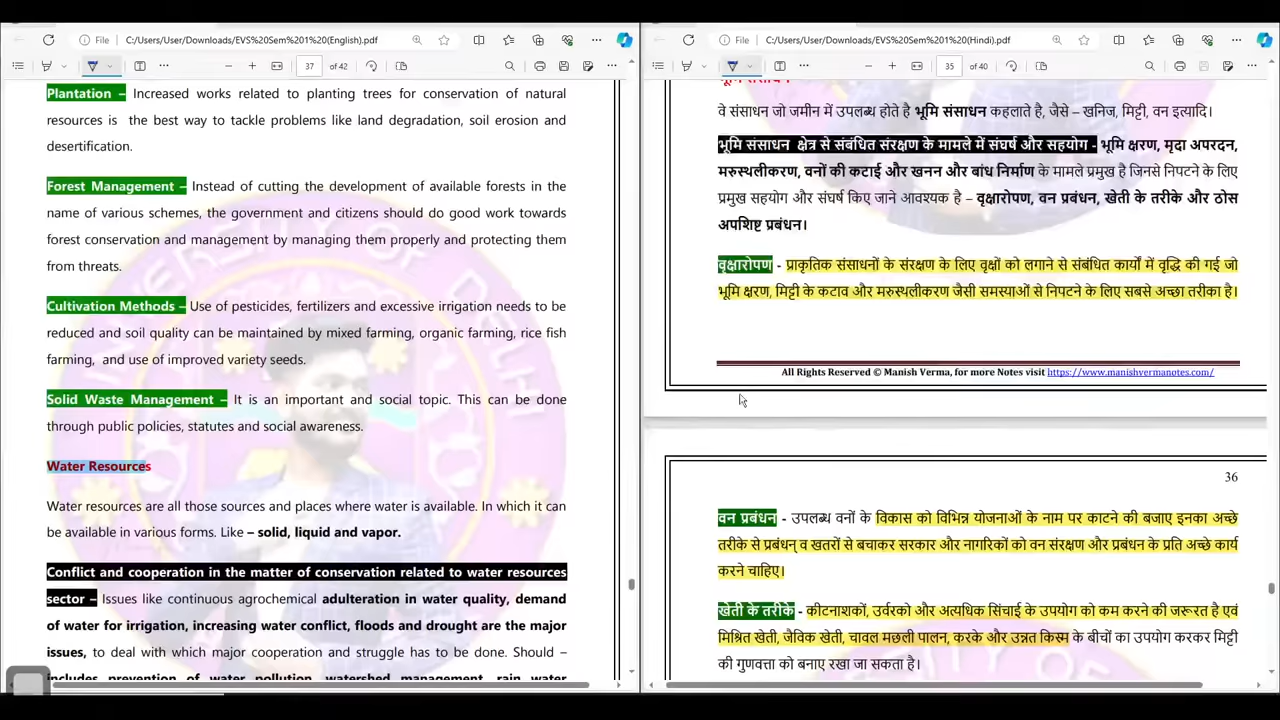 File C:/Users/User/Downloads/EVS%20Sem%201%20(English).pdf
37 of 42
Plantation – Increased works related to planting trees for conservation of natural
resources is the best way to tackle problems like land degradation, soil erosion and
desertification.
Forest Management – Instead of cutting the development of available forests in the
name of various schemes, the government and citizens should do good work towards
forest conservation and management by managing them properly and protecting them
from threats.
Cultivation Methods – Use of pesticides, fertilizers and excessive irrigation needs to be
reduced and soil quality can be maintained by mixed farming, organic farming, rice fish
farming, and use of improved variety seeds.
Solid Waste Management – It is an important and social topic. This can be done
through public policies, statutes and social awareness.
Water Resources
Water resources are all those sources and places where water is available. In which it can
be available in various forms. Like – solid, liquid and vapor.
Conflict and cooperation in the matter of conservation related to water resources
sector – Issues like continuous agrochemical adulteration in water quality, demand
of water for irrigation, increasing water conflict, floods and drought are the major
issues, to deal with which major cooperation and struggle has to be done. Should –
includes prevention of water pollution, watershed management, rain water
File C:/Users/User/Downloads/EVS%20Sem%201%20(Hindi).pdf
35 of 40
भूमि संसाधन
वे संसाधन जो जमीन में उपलब्ध होते है भूमि संसाधन कहलाते है, जैसे – खनिज, मिट्टी, वन इत्यादि।
भूमि संसाधन क्षेत्र से संबंधित संरक्षण के मामले में संघर्ष और सहयोग - भूमि क्षरण, मृदा अपरदन,
मरुस्थलीकरण, वनों की कटाई और खनन और बांध निर्माण के मामले प्रमुख है जिनसे निपटने के लिए
प्रमुख सहयोग और संघर्ष किए जाने आवश्यक है – वृक्षारोपण, वन प्रबंधन, खेती के तरीके और ठोस
अपशिष्ट प्रबंधन।
वृक्षारोपण - प्राकृतिक संसाधनों के संरक्षण के लिए वृक्षों को लगाने से संबंधित कार्यों में वृद्धि की गई जो
भूमि क्षरण, मिट्टी के कटाव और मरुस्थलीकरण जैसी समस्याओं से निपटने के लिए सबसे अच्छा तरीका है।
All Rights Reserved © Manish Verma, for more Notes visit https://www.manishvermanotes.com/
36
वन प्रबंधन - उपलब्ध वनों के विकास को विभिन्न योजनाओं के नाम पर काटने की बजाए इनका अच्छे
तरीके से प्रबंधन् व खतरों से बचाकर सरकार और नागरिकों को वन संरक्षण और प्रबंधन के प्रति अच्छे कार्य
करने चाहिए।
खेती के तरीके - कीटनाशकों, उर्वरको और अत्यधिक सिंचाई के उपयोग को कम करने की जरूरत है एवं
मिश्रित खेती, जैविक खेती, चावल मछली पालन, करके और उन्नत किस्म के बीचों का उपयोग करकर मिट्टी
की गुणवत्ता को बनाए रखा जा सकता है।